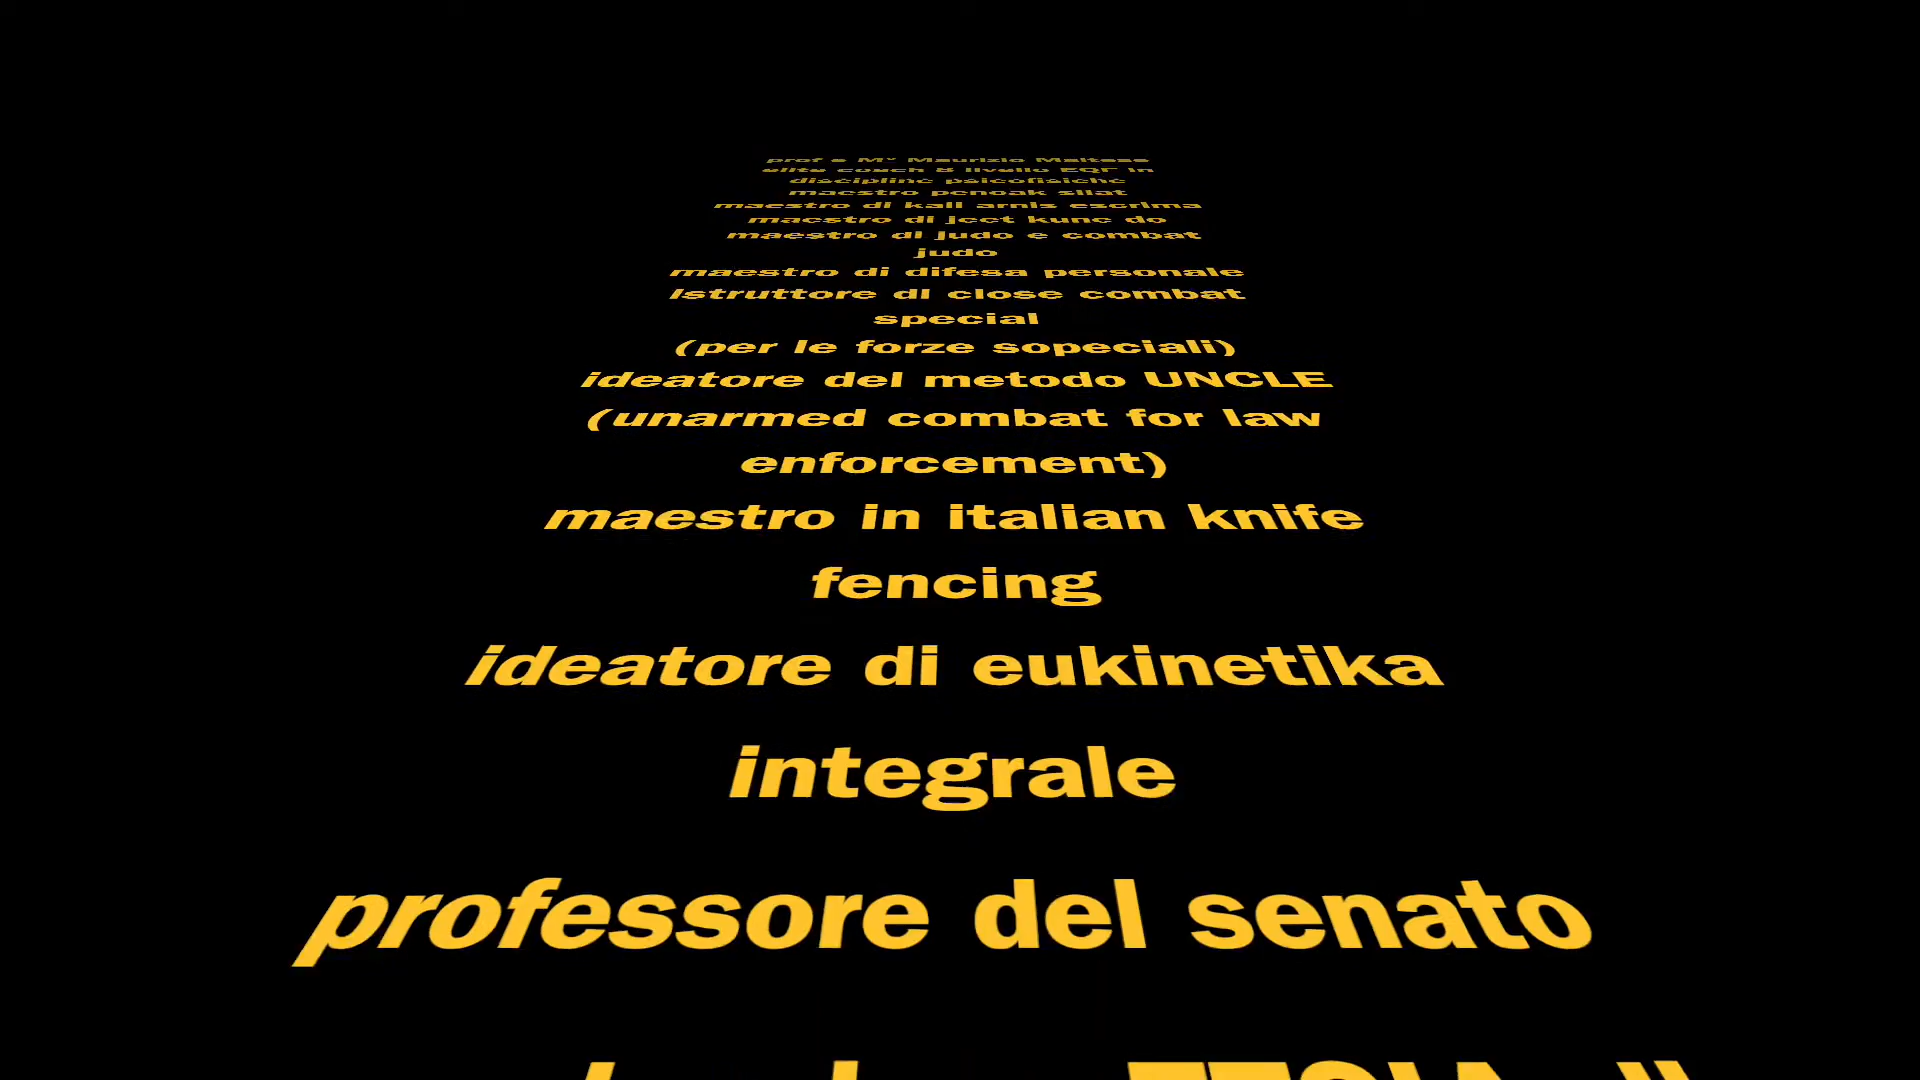 prof e M° Maurizio Maltese
elite coach 8 livello EQF in
discipline psicofisiche
maestro pencak silat
maestro di kali arnis escrima
maestro di jeet kune do
maestro di judo e combat
judo
maestro di difesa personale
Istruttore di close combat
special
(per le forze sopeciali)
ideatore del metodo UNCLE
(unarmed combat for law
enforcement)
maestro in italian knife
fencing
ideatore di eukinetika
integrale
professore del senato